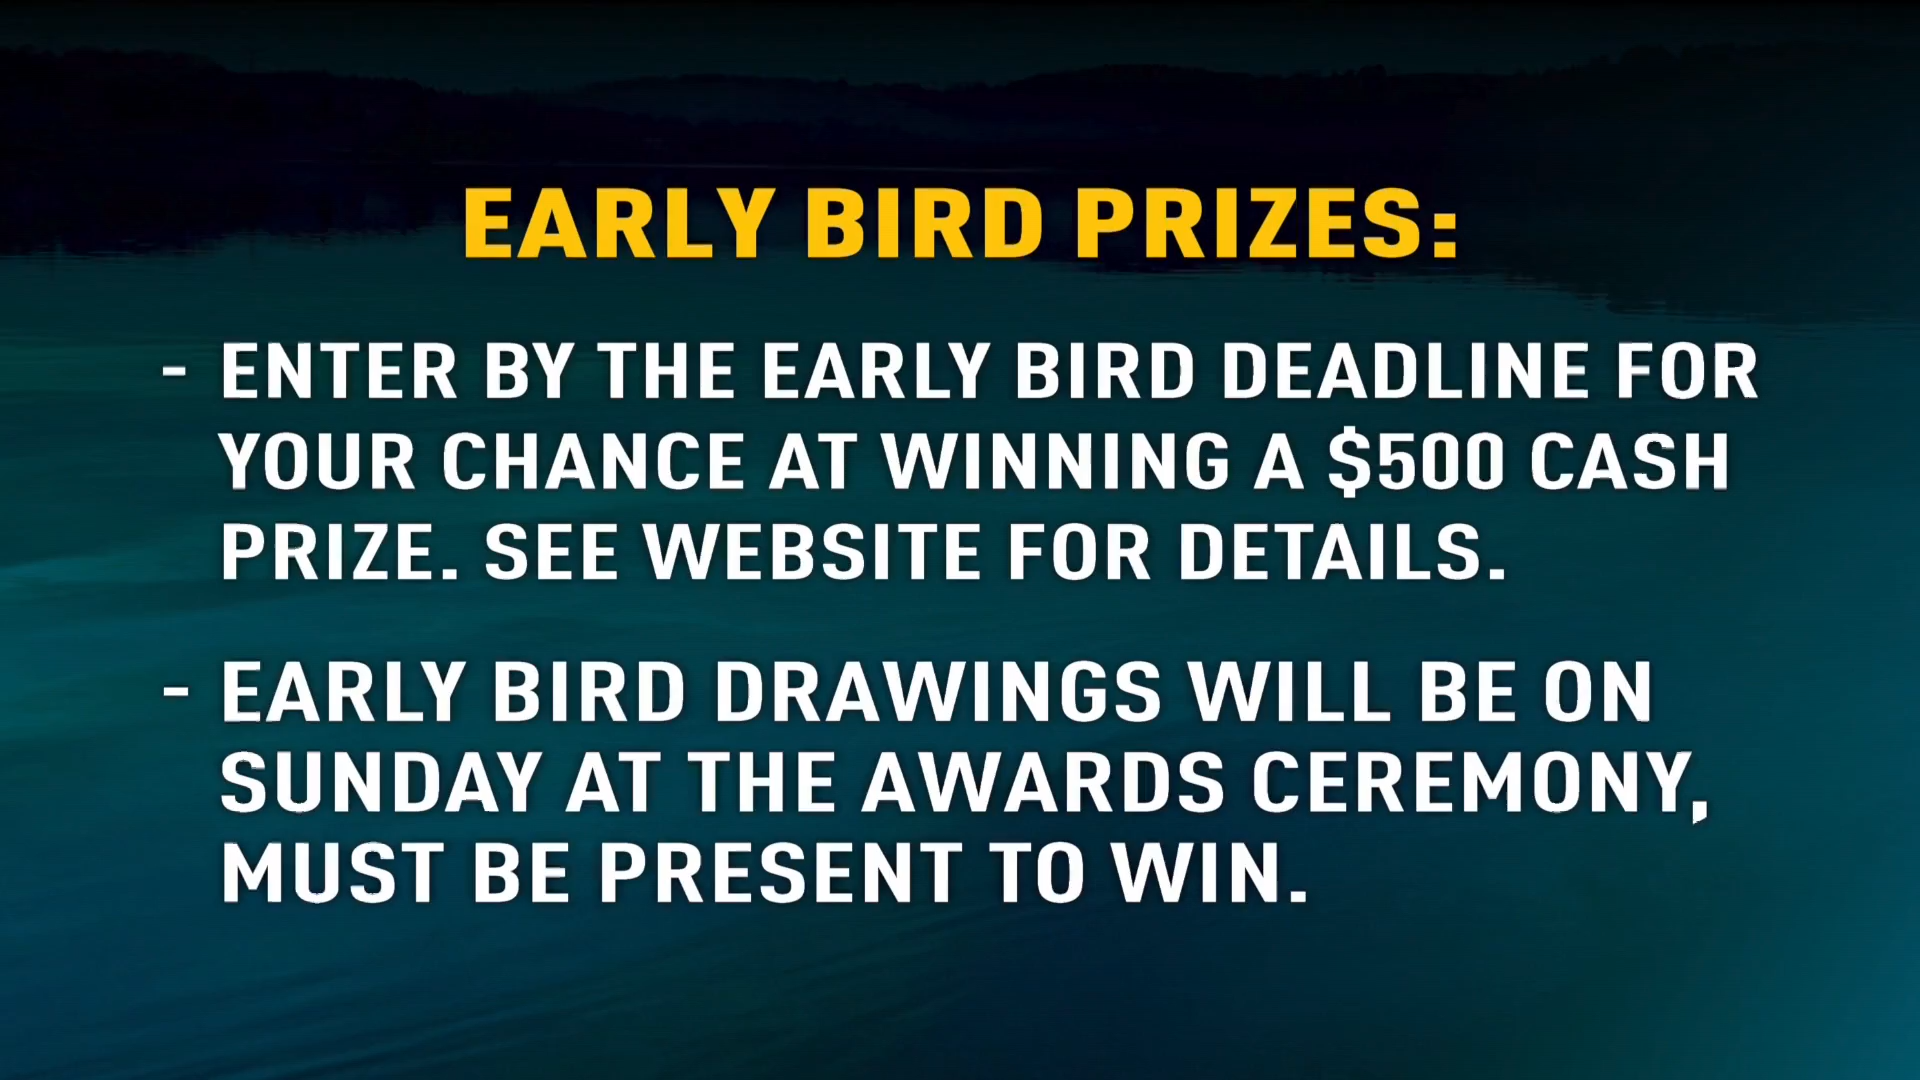 EARLY BIRD PRIZES:
- ENTER BY THE EARLY BIRD DEADLINE FOR
YOUR CHANCE AT WINNING A $500 CASH
PRIZE. SEE WEBSITE FOR DETAILS.
- EARLY BIRD DRAWINGS WILL BE ON
SUNDAY AT THE AWARDS CEREMONY,
MUST BE PRESENT TO WIN.